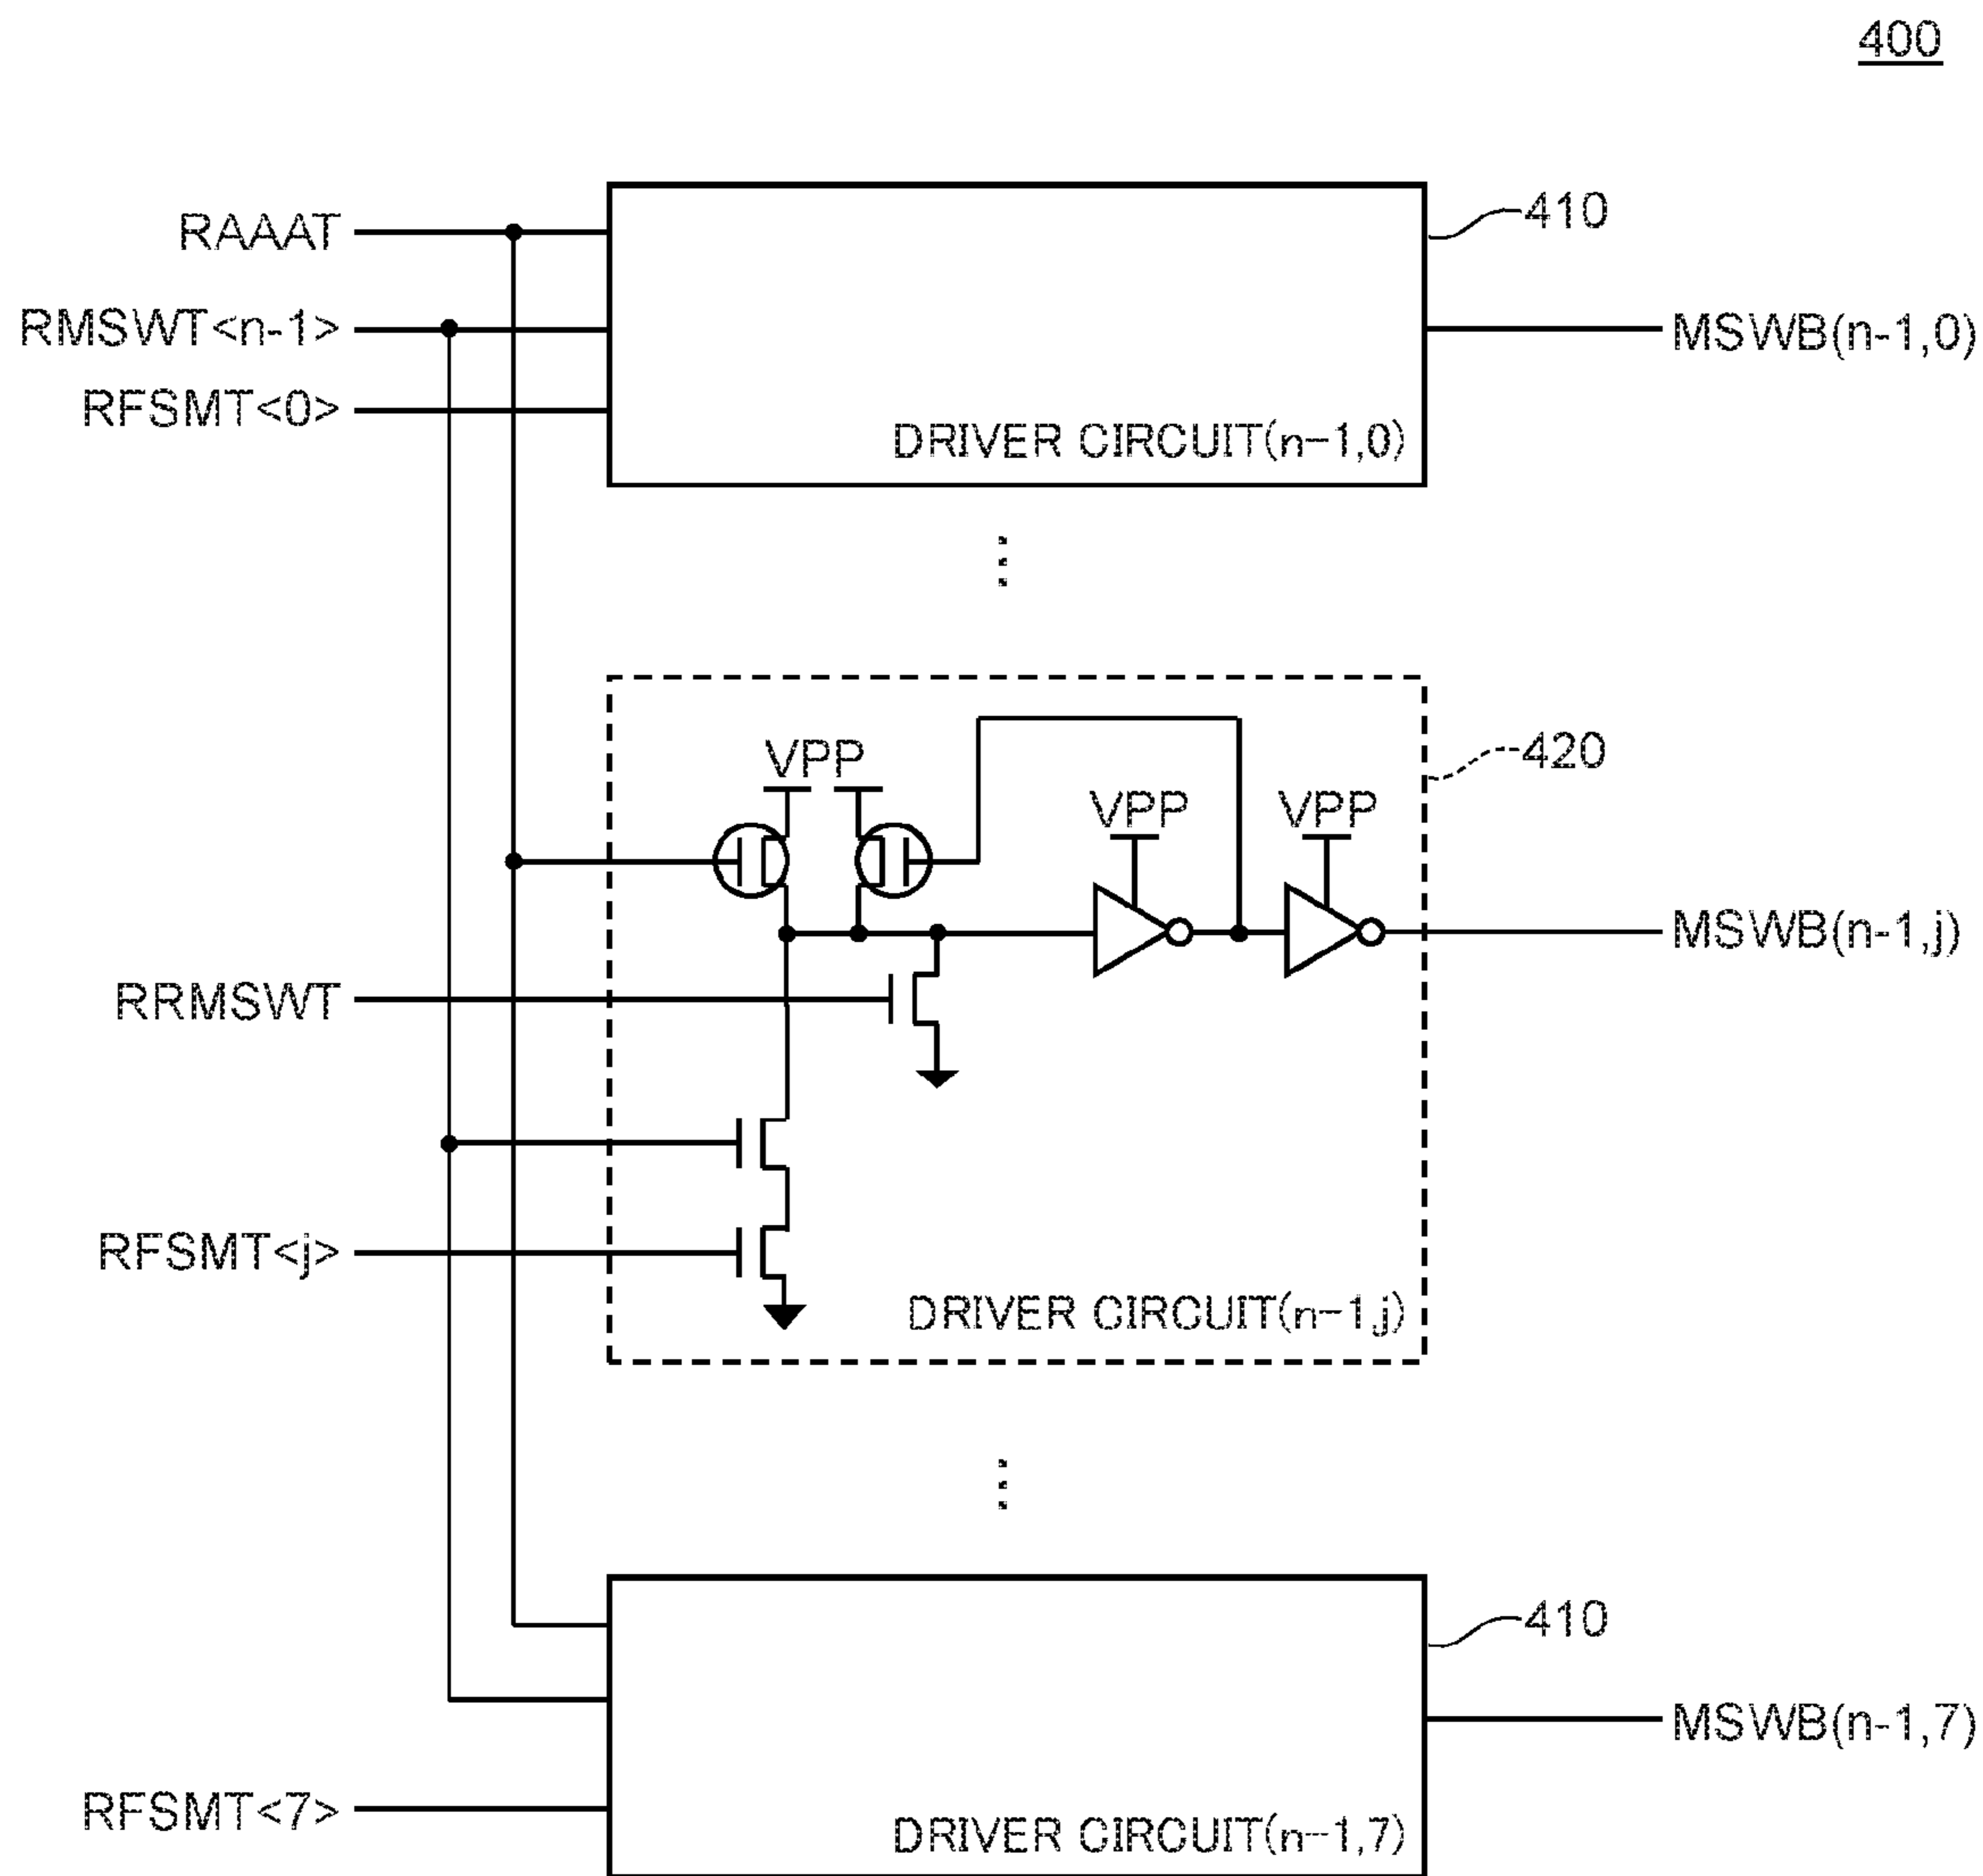 400
RAAAT
410
RMSWT<n-1>
MSWB(n-1,0)
RFSMT<0>
DRIVER CIRCUIT(n-1,0)
420
VPP
VPP
VPP
MSWB(n-1,j)
RRMSWT
RFSMT<j>
DRIVER CIRCUIT(n-1,j)
410
MSWB(n-1,7)
RFSMT<7>
DRIVER CIRCUIT(n-1,7)